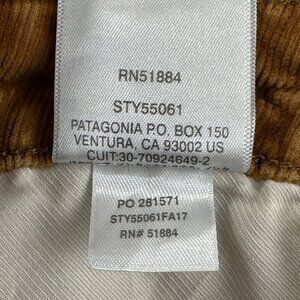 RN51884
STY55061
PATAGONIA P.O. BOX 150
VENTURA, CA 93002 US
CUIT:30-70924649-2
PO 281571
STY55061FA17
RN# 51884